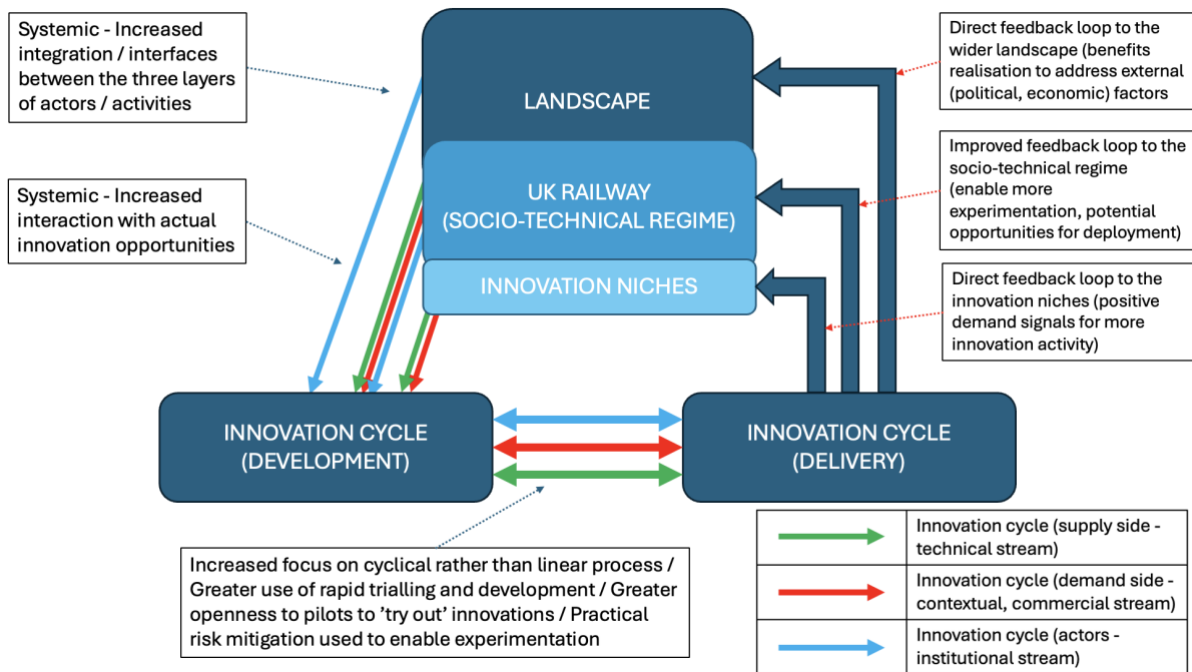 Systemic - Increased
integration / interfaces
between the three layers
of actors / activities
Systemic - Increased
interaction with actual
innovation opportunities
LANDSCAPE
UK RAILWAY
(SOCIO-TECHNICAL REGIME)
INNOVATION NICHES
Direct feedback loop to the
wider landscape (benefits
realisation to address external
(political, economic) factors
Improved feedback loop to the
socio-technical regime
(enable more
experimentation, potential
opportunities for deployment)
Direct feedback loop to the
innovation niches (positive
demand signals for more
innovation activity)
INNOVATION CYCLE
(DEVELOPMENT)
INNOVATION CYCLE
(DELIVERY)
Increased focus on cyclical rather than linear process /
Greater use of rapid trialling and development / Greater
openness to pilots to ’try out’ innovations / Practical
risk mitigation used to enable experimentation
Innovation cycle (supply side -
technical stream)
Innovation cycle (demand side -
contextual, commercial stream)
Innovation cycle (actors -
institutional stream)